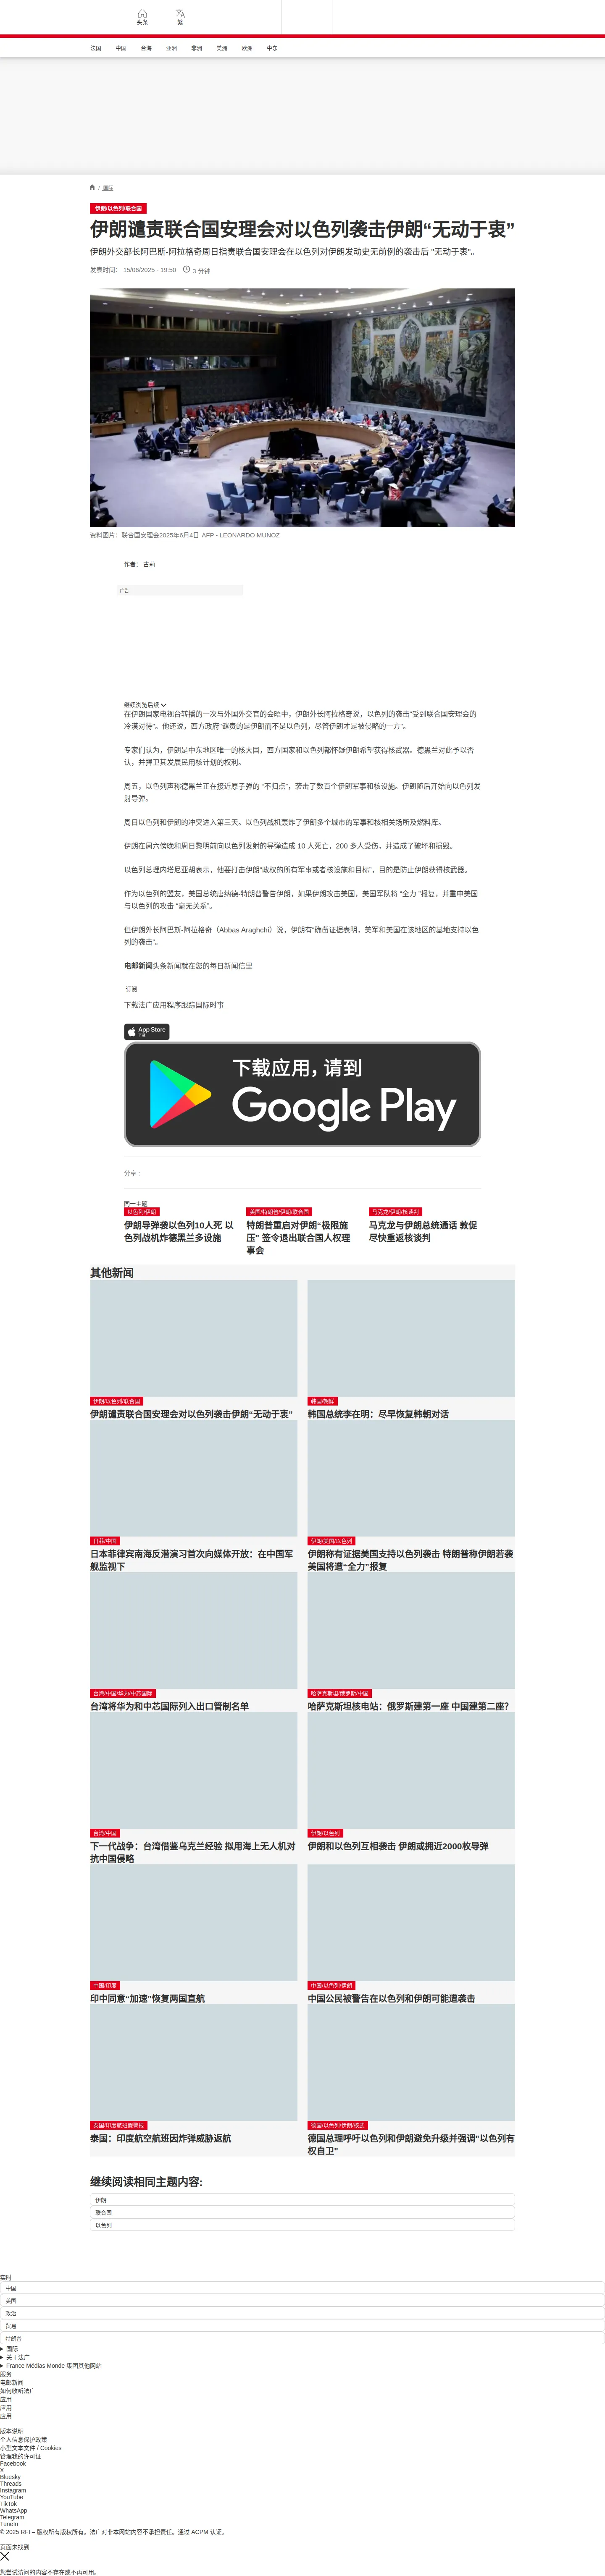 头条
繁
法国 中国 台海 亚洲 非洲 美洲 欧洲 中东
/ 国际
伊朗/以色列/联合国
伊朗谴责联合国安理会对以色列袭击伊朗“无动于衷”
伊朗外交部长阿巴斯-阿拉格奇周日指责联合国安理会在以色列对伊朗发动史无前例的袭击后 "无动于衷"。
发表时间： 15/06/2025 - 19:50 3 分钟
资料图片：联合国安理会2025年6月4日 AFP - LEONARDO MUNOZ
作者： 古莉
广告
继续浏览后续
在伊朗国家电视台转播的一次与外国外交官的会晤中，伊朗外长阿拉格奇说，以色列的袭击"受到联合国安理会的
冷漠对待"。他还说，西方政府"谴责的是伊朗而不是以色列，尽管伊朗才是被侵略的一方"。
专家们认为，伊朗是中东地区唯一的核大国，西方国家和以色列都怀疑伊朗希望获得核武器。德黑兰对此予以否
认，并捍卫其发展民用核计划的权利。
周五，以色列声称德黑兰正在接近原子弹的 “不归点”，袭击了数百个伊朗军事和核设施。伊朗随后开始向以色列发
射导弹。
周日以色列和伊朗的冲突进入第三天。以色列战机轰炸了伊朗多个城市的军事和核相关场所及燃料库。
伊朗在周六傍晚和周日黎明前向以色列发射的导弹造成 10 人死亡，200 多人受伤，并造成了破坏和损毁。
以色列总理内塔尼亚胡表示，他要打击伊朗“政权的所有军事或者核设施和目标”，目的是防止伊朗获得核武器。
作为以色列的盟友，美国总统唐纳德-特朗普警告伊朗，如果伊朗攻击美国，美国军队将 “全力 ”报复，并重申美国
与以色列的攻击 “毫无关系”。
但伊朗外长阿巴斯-阿拉格奇（Abbas Araghchi）说，伊朗有“确凿证据表明，美军和美国在该地区的基地支持以色
列的袭击”。
电邮新闻头条新闻就在您的每日新闻信里
订阅
下载法广应用程序跟踪国际时事
App Store
下载
下载应用，请到
Google Play
分享 :
同一主题
以色列/伊朗
伊朗导弹袭以色列10人死 以
色列战机炸德黑兰多设施
美国/特朗普/伊朗/联合国
特朗普重启对伊朗“极限施
压” 签令退出联合国人权理
事会
马克龙/伊朗/核谈判
马克龙与伊朗总统通话 敦促
尽快重返核谈判
其他新闻
伊朗/以色列/联合国
伊朗谴责联合国安理会对以色列袭击伊朗“无动于衷”
韩国/朝鲜
韩国总统李在明：尽早恢复韩朝对话
日菲/中国
日本菲律宾南海反潜演习首次向媒体开放：在中国军
舰监视下
伊朗/美国/以色列
伊朗称有证据美国支持以色列袭击 特朗普称伊朗若袭
美国将遭“全力”报复
台湾/中国/华为/中芯国际
台湾将华为和中芯国际列入出口管制名单
哈萨克斯坦/俄罗斯/中国
哈萨克斯坦核电站：俄罗斯建第一座 中国建第二座？
台湾/中国
下一代战争：台湾借鉴乌克兰经验 拟用海上无人机对
抗中国侵略
伊朗/以色列
伊朗和以色列互相袭击 伊朗或拥近2000枚导弹
中国/印度
印中同意“加速”恢复两国直航
中国/以色列/伊朗
中国公民被警告在以色列和伊朗可能遭袭击
泰国/印度航班假警报
泰国：印度航空航班因炸弹威胁返航
德国/以色列/伊朗/核武
德国总理呼吁以色列和伊朗避免升级并强调"以色列有
权自卫"
继续阅读相同主题内容:
伊朗
联合国
以色列
实时
中国
美国
政治
贸易
特朗普
国际
关于法广
France Médias Monde 集团其他网站
服务
电邮新闻
如何收听法广
应用
应用
应用
版本说明
个人信息保护政策
小型文本文件 / Cookies
管理我的许可证
Facebook
X
Bluesky
Threads
Instagram
YouTube
TikTok
WhatsApp
Telegram
TuneIn
© 2025 RFI – 版权所有版权所有。法广对非本网站内容不承担责任。通过 ACPM 认证。
页面未找到
您尝试访问的内容不存在或不再可用。